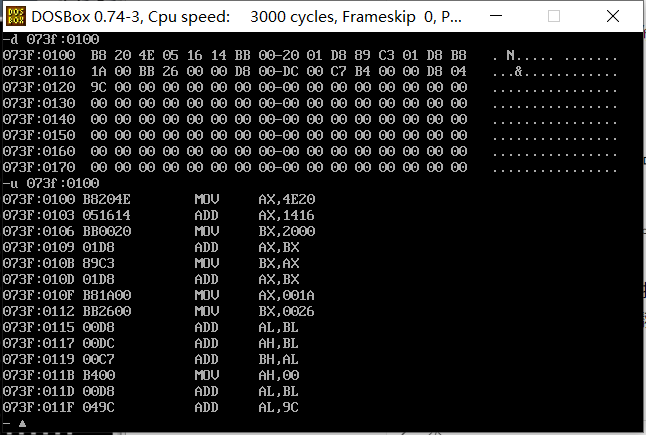 DOSBox 0.74-3, Cpu speed: 3000 cycles, Frameskip 0, P...
-d 073f:0100
073F:0100 B8 20 4E 05 16 14 BB 00-20 01 D8 89 C3 01 D8 B8 . N..... .......
073F:0110 1A 00 BB 26 00 00 D8 00-DC 00 C7 B4 00 00 D8 04 ...&............
073F:0120 9C 00 00 00 00 00 00 00-00 00 00 00 00 00 00 00 ................
073F:0130 00 00 00 00 00 00 00 00-00 00 00 00 00 00 00 00 ................
073F:0140 00 00 00 00 00 00 00 00-00 00 00 00 00 00 00 00 ................
073F:0150 00 00 00 00 00 00 00 00-00 00 00 00 00 00 00 00 ................
073F:0160 00 00 00 00 00 00 00 00-00 00 00 00 00 00 00 00 ................
073F:0170 00 00 00 00 00 00 00 00-00 00 00 00 00 00 00 00 ................
-u 073f:0100
073F:0100 B8204E MOV AX,4E20
073F:0103 051614 ADD AX,1416
073F:0106 BB0020 MOV BX,2000
073F:0109 01D8 ADD AX,BX
073F:010B 89C3 MOV BX,AX
073F:010D 01D8 ADD AX,BX
073F:010F B81A00 MOV AX,001A
073F:0112 BB2600 MOV BX,0026
073F:0115 00D8 ADD AL,BL
073F:0117 00DC ADD AH,BL
073F:0119 00C7 ADD BH,AL
073F:011B B400 MOV AH,00
073F:011D 00D8 ADD AL,BL
073F:011F 049C ADD AL,9C
-